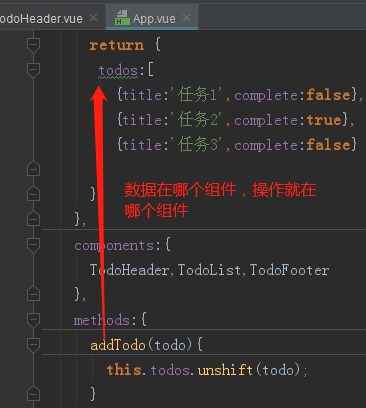 odoHeader.vue × App.vue ×
return {
todos:[
{title:'任务1',complete:false},
{title:'任务2',complete:true},
{title:'任务3',complete:false}
数据在哪个组件，操作就在
哪个组件
}
},
components:{
TodoHeader,TodoList,TodoFooter
},
methods:{
addTodo(todo){
this.todos.unshift(todo);
}